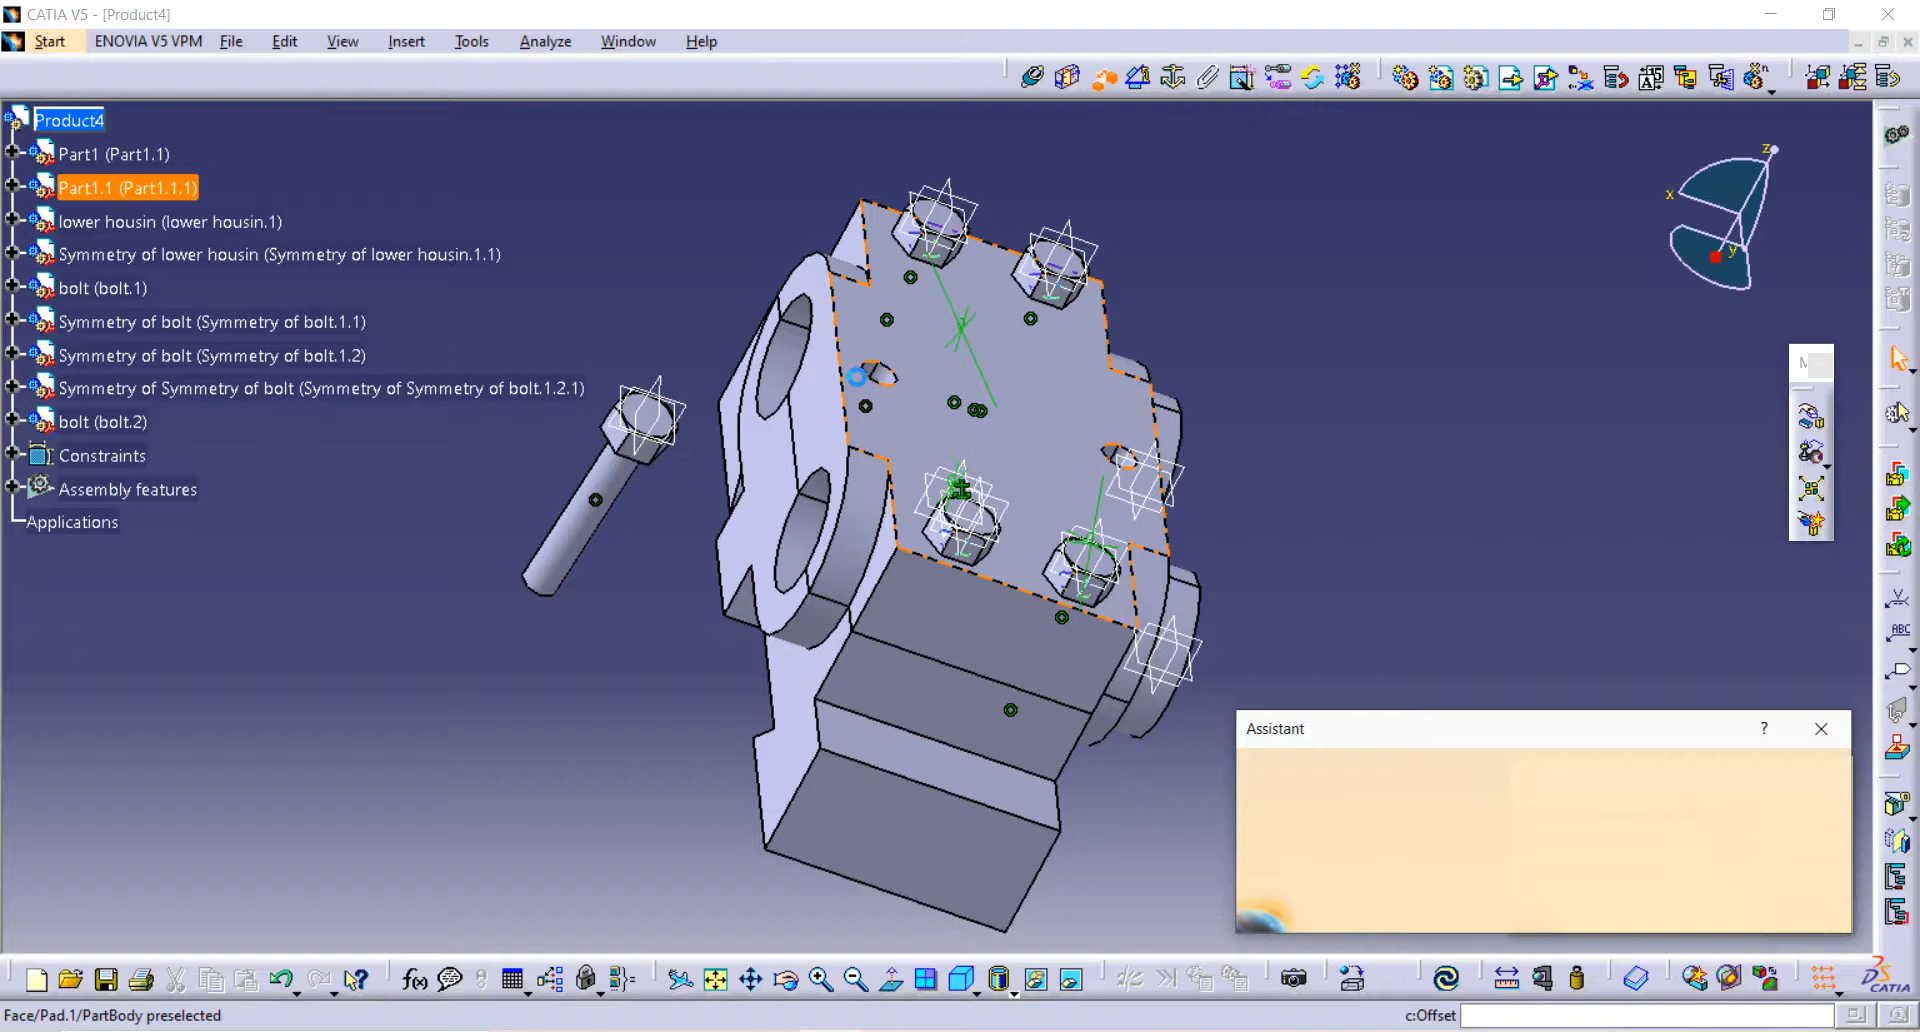 CATIA V5 - [Product4]
Start ENOVIA V5 VPM File Edit View Insert Tools Analyze Window Help
Product4
Part1 (Part1.1)
Part1.1 (Part1.1.1)
lower housin (lower housin.1)
Symmetry of lower housin (Symmetry of lower housin.1.1)
bolt (bolt.1)
Symmetry of bolt (Symmetry of bolt.1.1)
Symmetry of bolt (Symmetry of bolt.1.2)
Symmetry of Symmetry of bolt (Symmetry of Symmetry of bolt.1.2.1)
bolt (bolt.2)
Constraints
Assembly features
Applications
z
x
y
M
ABC
Assistant ?
f(x)
CATIA
Face/Pad.1/PartBody preselected
c:Offset